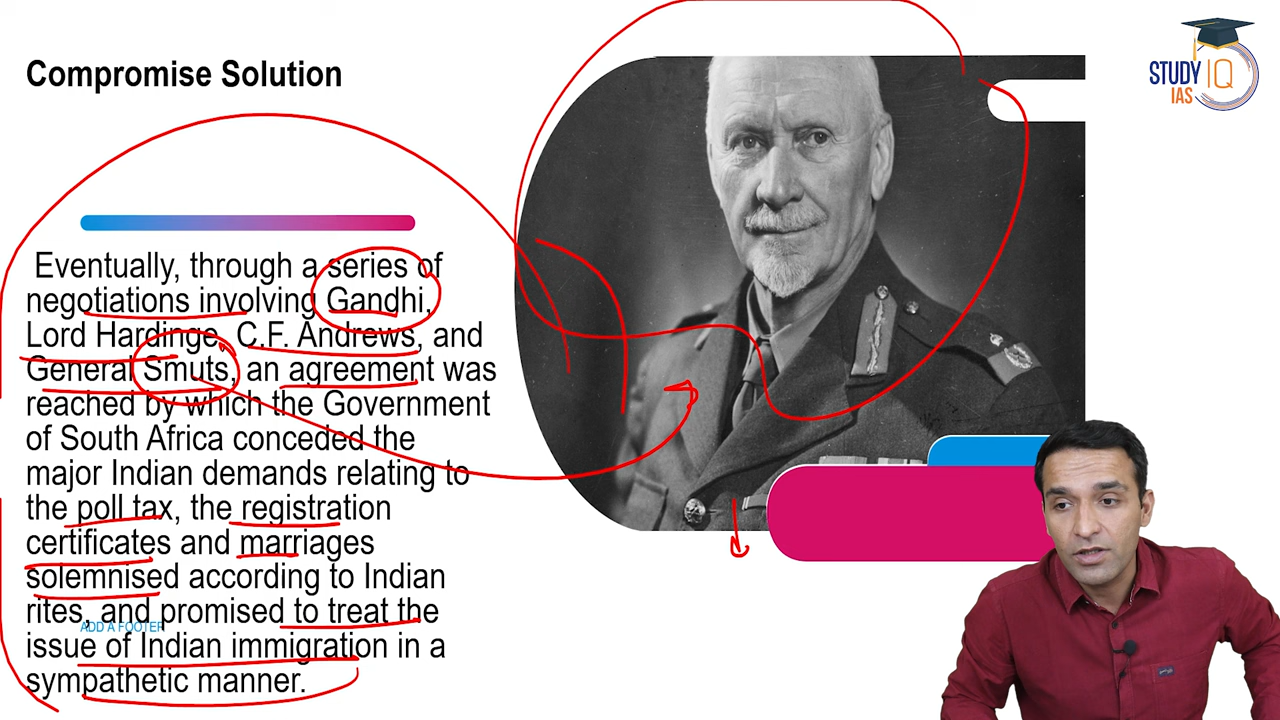 Compromise Solution
STUDY IQ
IAS
Eventually, through a series of
negotiations involving Gandhi,
Lord Hardinge, C.F. Andrews, and
General Smuts, an agreement was
reached by which the Government
of South Africa conceded the
major Indian demands relating to
the poll tax, the registration
certificates and marriages
solemnised according to Indian
rites, and promised to treat the
ADD A FOOTER
issue of Indian immigration in a
sympathetic manner.